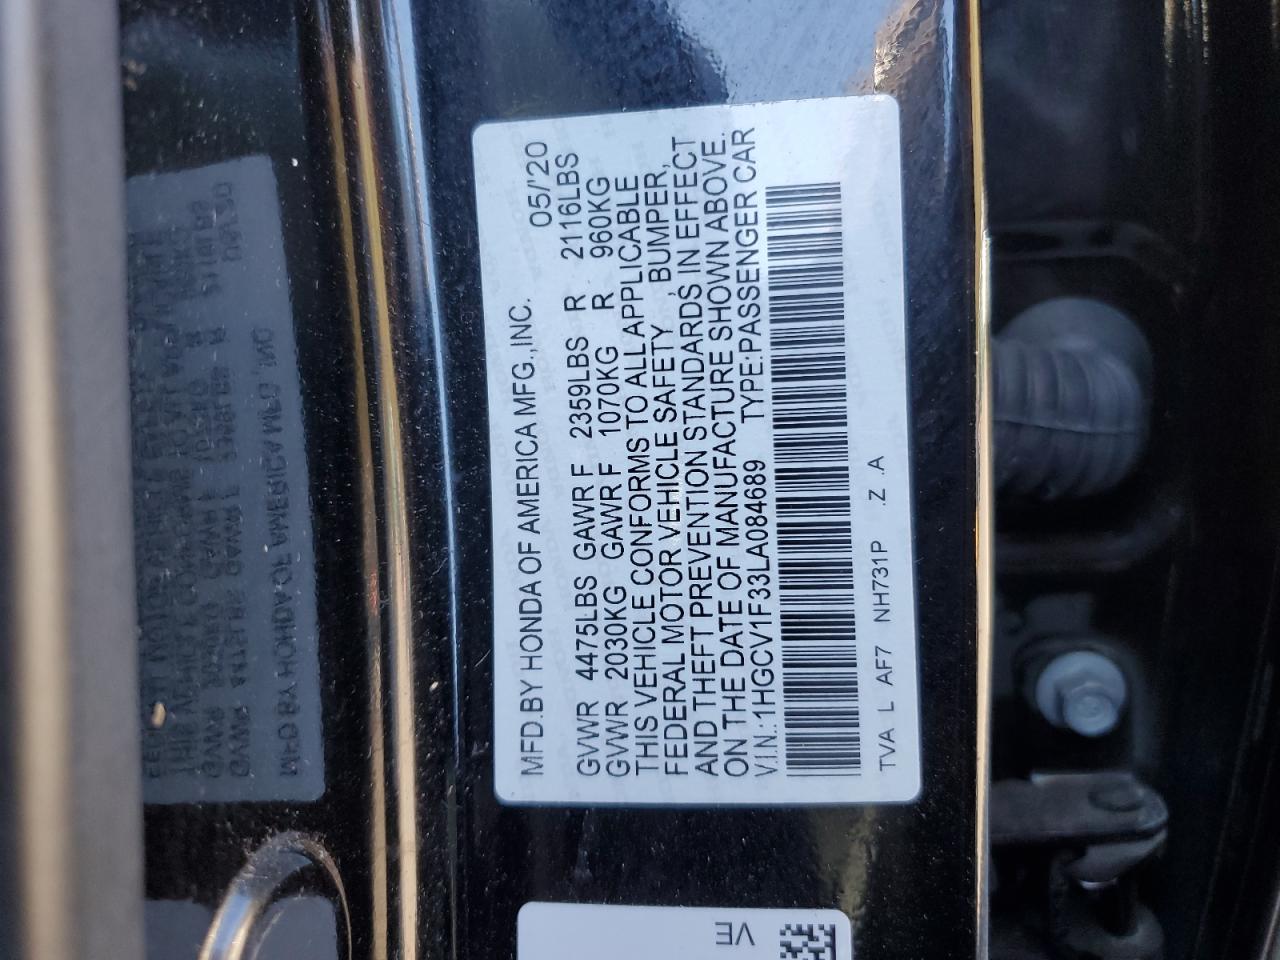 MFD.BY HONDA OF AMERICA MFG.,INC. 05/'20
GVWR 4475LBS GAWR F 2359LBS R 2116LBS
GVWR 2030KG GAWR F 1070KG R 960KG
THIS VEHICLE CONFORMS TO ALL APPLICABLE
FEDERAL MOTOR VEHICLE SAFETY, BUMPER,
AND THEFT PREVENTION STANDARDS IN EFFECT
ON THE DATE OF MANUFACTURE SHOWN ABOVE.
V.I.N.:1HGCV1F33LA084689 TYPE:PASSENGER CAR
TVA L AF7 NH731P .Z .A
VE